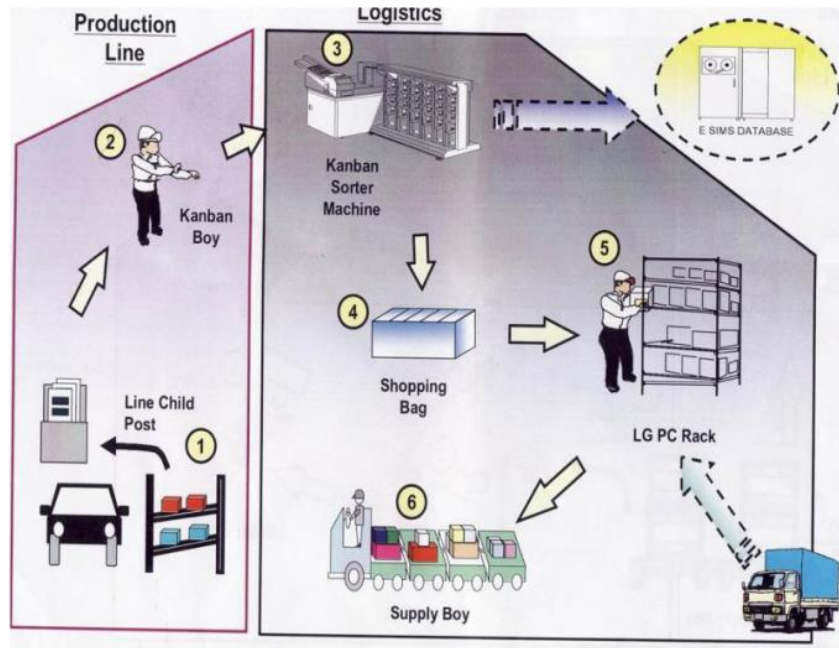 Production
Line
Logistics
3
E SIMS DATABASE
2
Kanban
Boy
Kanban
Sorter
Machine
5
4
Shopping
Bag
Line Child
Post
1
LG PC Rack
6
Supply Boy